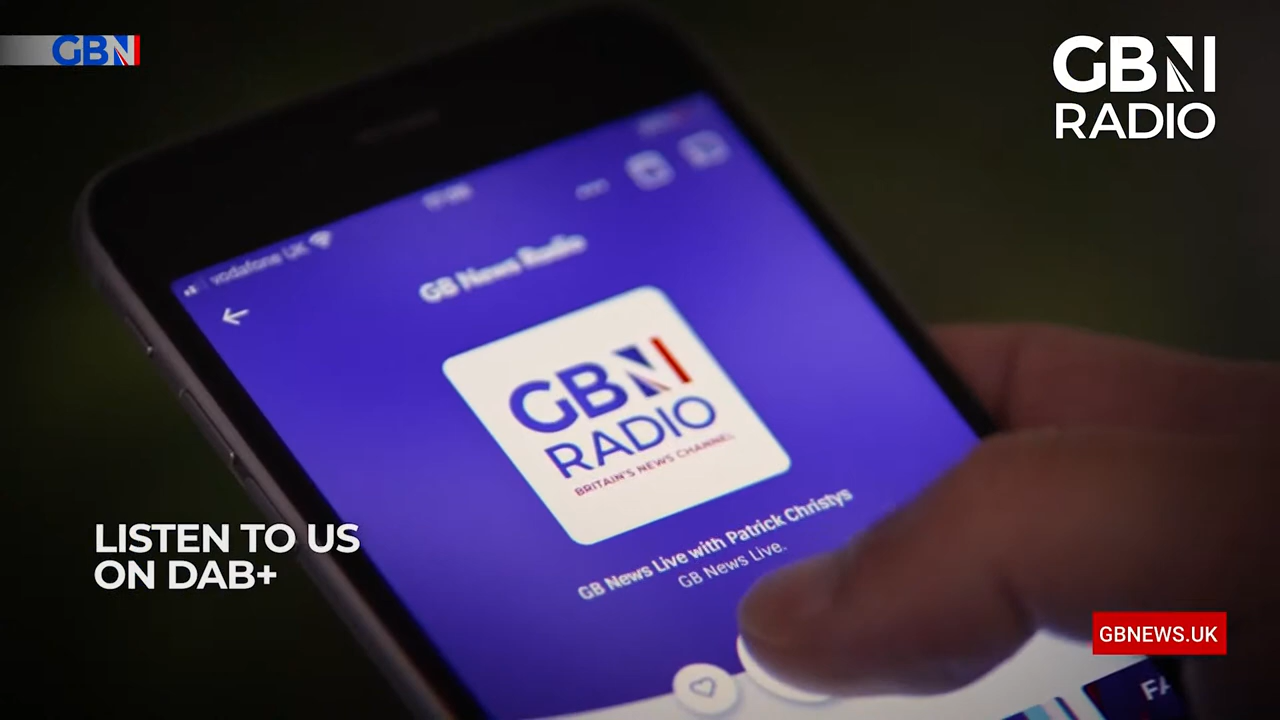 GBN
GBN
RADIO
vodafone UK
GB News Radio
GBN
RADIO
BRITAIN'S NEWS CHANNEL
GB News Live with Patrick Christys
GB News Live.
LISTEN TO US
ON DAB+
GBNEWS.UK